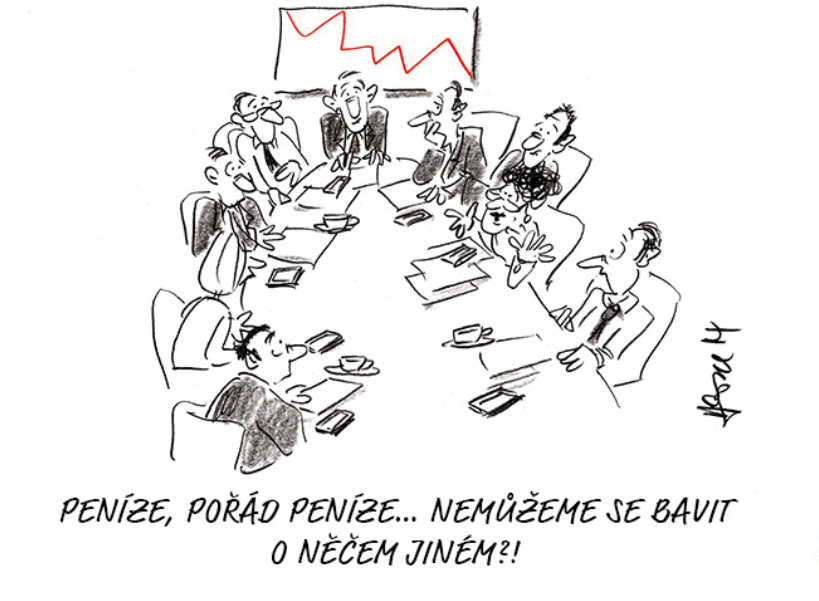 PENÍZE, POŘÁD PENÍZE... NEMŮŽEME SE BAVIT
O NĚČEM JINÉM?!